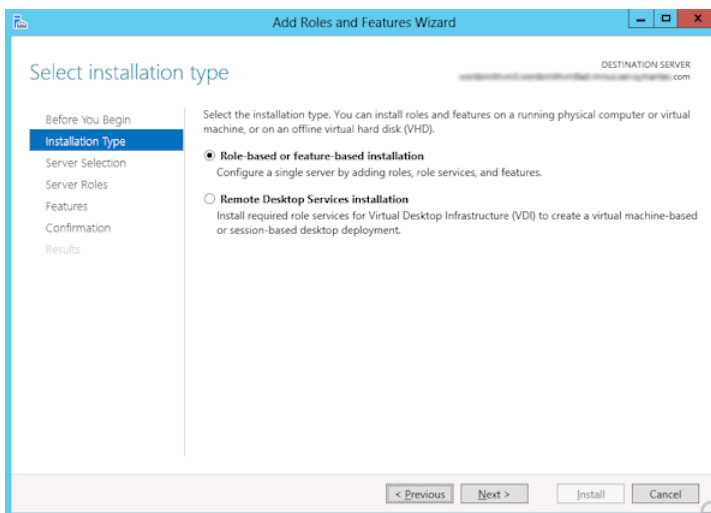 Add Roles and Features Wizard
Select installation type
DESTINATION SERVER
.com
Before You Begin
Installation Type
Server Selection
Server Roles
Features
Confirmation
Results
Select the installation type. You can install roles and features on a running physical computer or virtual
machine, or on an offline virtual hard disk (VHD).
Role-based or feature-based installation
Configure a single server by adding roles, role services, and features.
Remote Desktop Services installation
Install required role services for Virtual Desktop Infrastructure (VDI) to create a virtual machine-based
or session-based desktop deployment.
< Previous
Next >
Install
Cancel